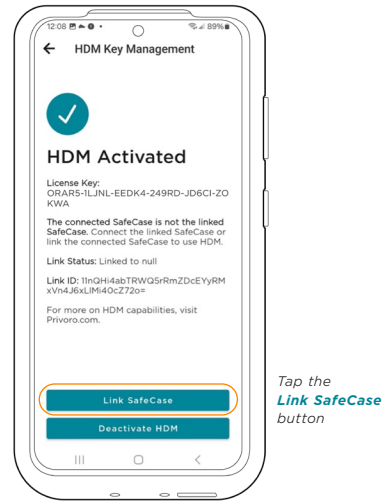 12:08
89%
HDM Key Management
HDM Activated
License Key:
ORAR5-1LJNL-EEDK4-249RD-JD6CI-ZO
KWA
The connected SafeCase is not the linked
SafeCase. Connect the linked SafeCase or
link the connected SafeCase to use HDM.
Link Status: Linked to null
Link ID: 11nQHi4abTRWQ5rRmZDcEYyRM
xVn4J6xLIMi40cZ72o=
For more on HDM capabilities, visit
Privoro.com.
Tap the
Link SafeCase
button
Link SafeCase
Deactivate HDM